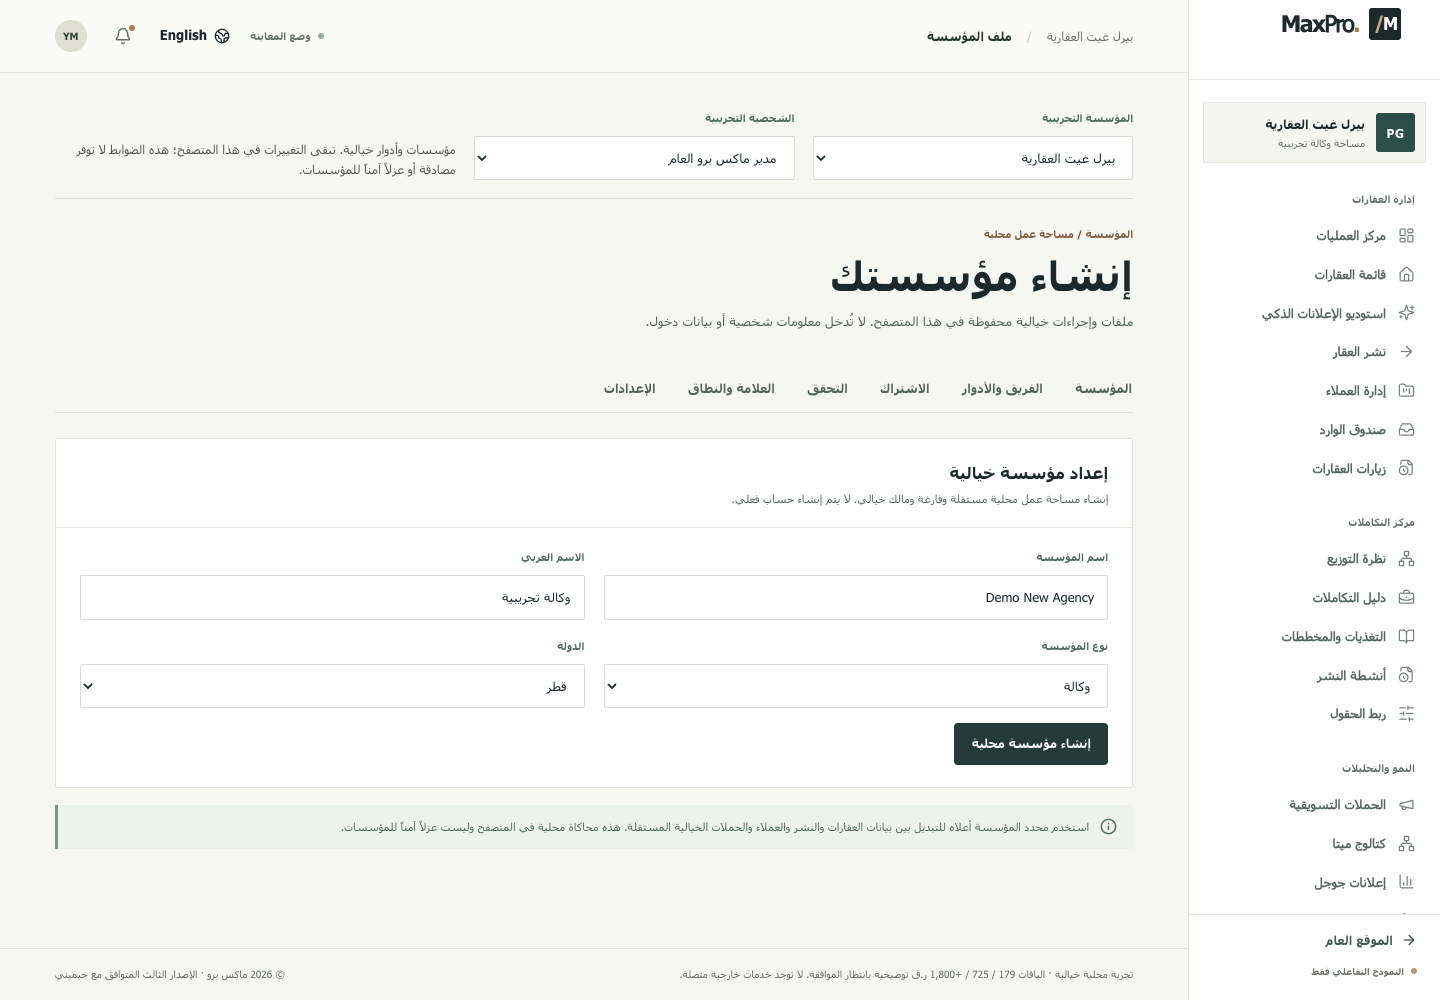 MaxPro.
/M
بيرل غيت العقارية
مساحة وكالة تجريبية
PG
إدارة العقارات
مركز العمليات
قائمة العقارات
استوديو الإعلانات الذكي
نشر العقار
إدارة العملاء
صندوق الوارد
زيارات العقارات
مركز التكاملات
نظرة التوزيع
دليل التكاملات
التغذيات والمخططات
أنشطة النشر
ربط الحقول
النمو والتحليلات
الحملات التسويقية
كتالوج ميتا
إعلانات جوجل
الموقع العام
النموذج التفاعلي فقط
بيرل غيت العقارية / ملف المؤسسة
وضع المعاينة
English
YM
المؤسسة التجريبية
بيرل غيت العقارية
الشخصية التجريبية
مدير ماكس برو العام
مؤسسات وأدوار خيالية. تبقى التغييرات في هذا المتصفح؛ هذه الضوابط لا توفر
مصادقة أو عزلاً آمناً للمؤسسات.
المؤسسة / مساحة عمل محلية
إنشاء مؤسستك
ملفات وإجراءات خيالية محفوظة في هذا المتصفح. لا تُدخل معلومات شخصية أو بيانات دخول.
المؤسسة
الفريق والأدوار
الاشتراك
التحقق
العلامة والنطاق
الإعدادات
إعداد مؤسسة خيالية
إنشاء مساحة عمل محلية مستقلة وفارغة ومالك خيالي. لا يتم إنشاء حساب فعلي.
اسم المؤسسة
Demo New Agency
الاسم العربي
وكالة تجريبية
نوع المؤسسة
وكالة
الدولة
قطر
إنشاء مؤسسة محلية
استخدم محدد المؤسسة أعلاه للتبديل بين بيانات العقارات والنشر والعملاء والحملات الخيالية المستقلة. هذه محاكاة محلية في المتصفح وليست عزلاً آمناً للمؤسسات.
تجربة محلية خيالية · الباقات 179 / 725 / +1,800 ر.ق توضيحية بانتظار الموافقة. لا توجد خدمات خارجية متصلة.
© 2026 ماكس برو · الإصدار الثالث المتوافق مع جيميني